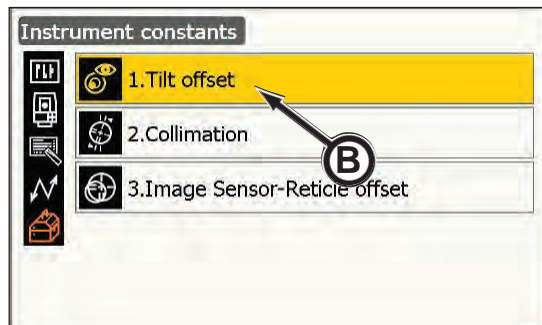 Instrument constants
1.Tilt offset
2.Collimation
B
3.Image Sensor-Reticle offset